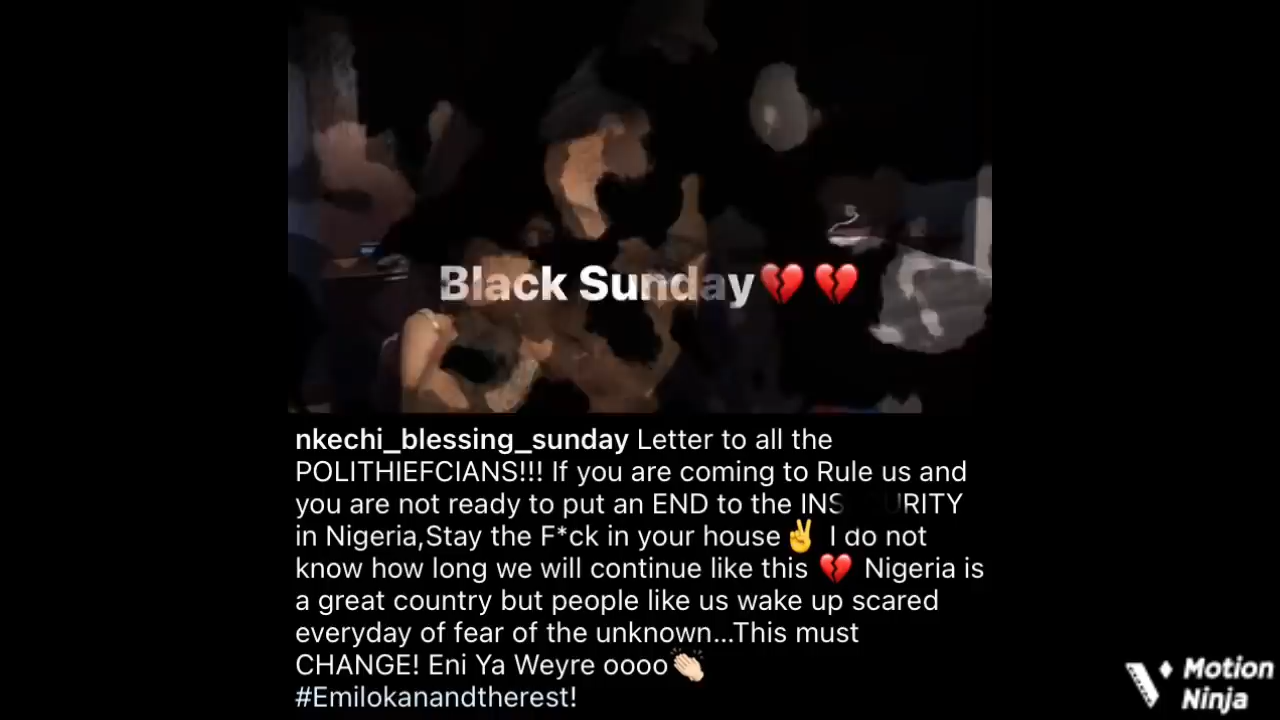 Black Sunday💔💔
nkechi_blessing_sunday Letter to all the
POLITHIEFCIANS!!! If you are coming to Rule us and
you are not ready to put an END to the INS URITY
in Nigeria,Stay the F*ck in your house✌️ I do not
know how long we will continue like this 💔 Nigeria is
a great country but people like us wake up scared
everyday of fear of the unknown...This must
CHANGE! Eni Ya Weyre oooo👏🏻
#Emilokanandtherest!
Motion
Ninja